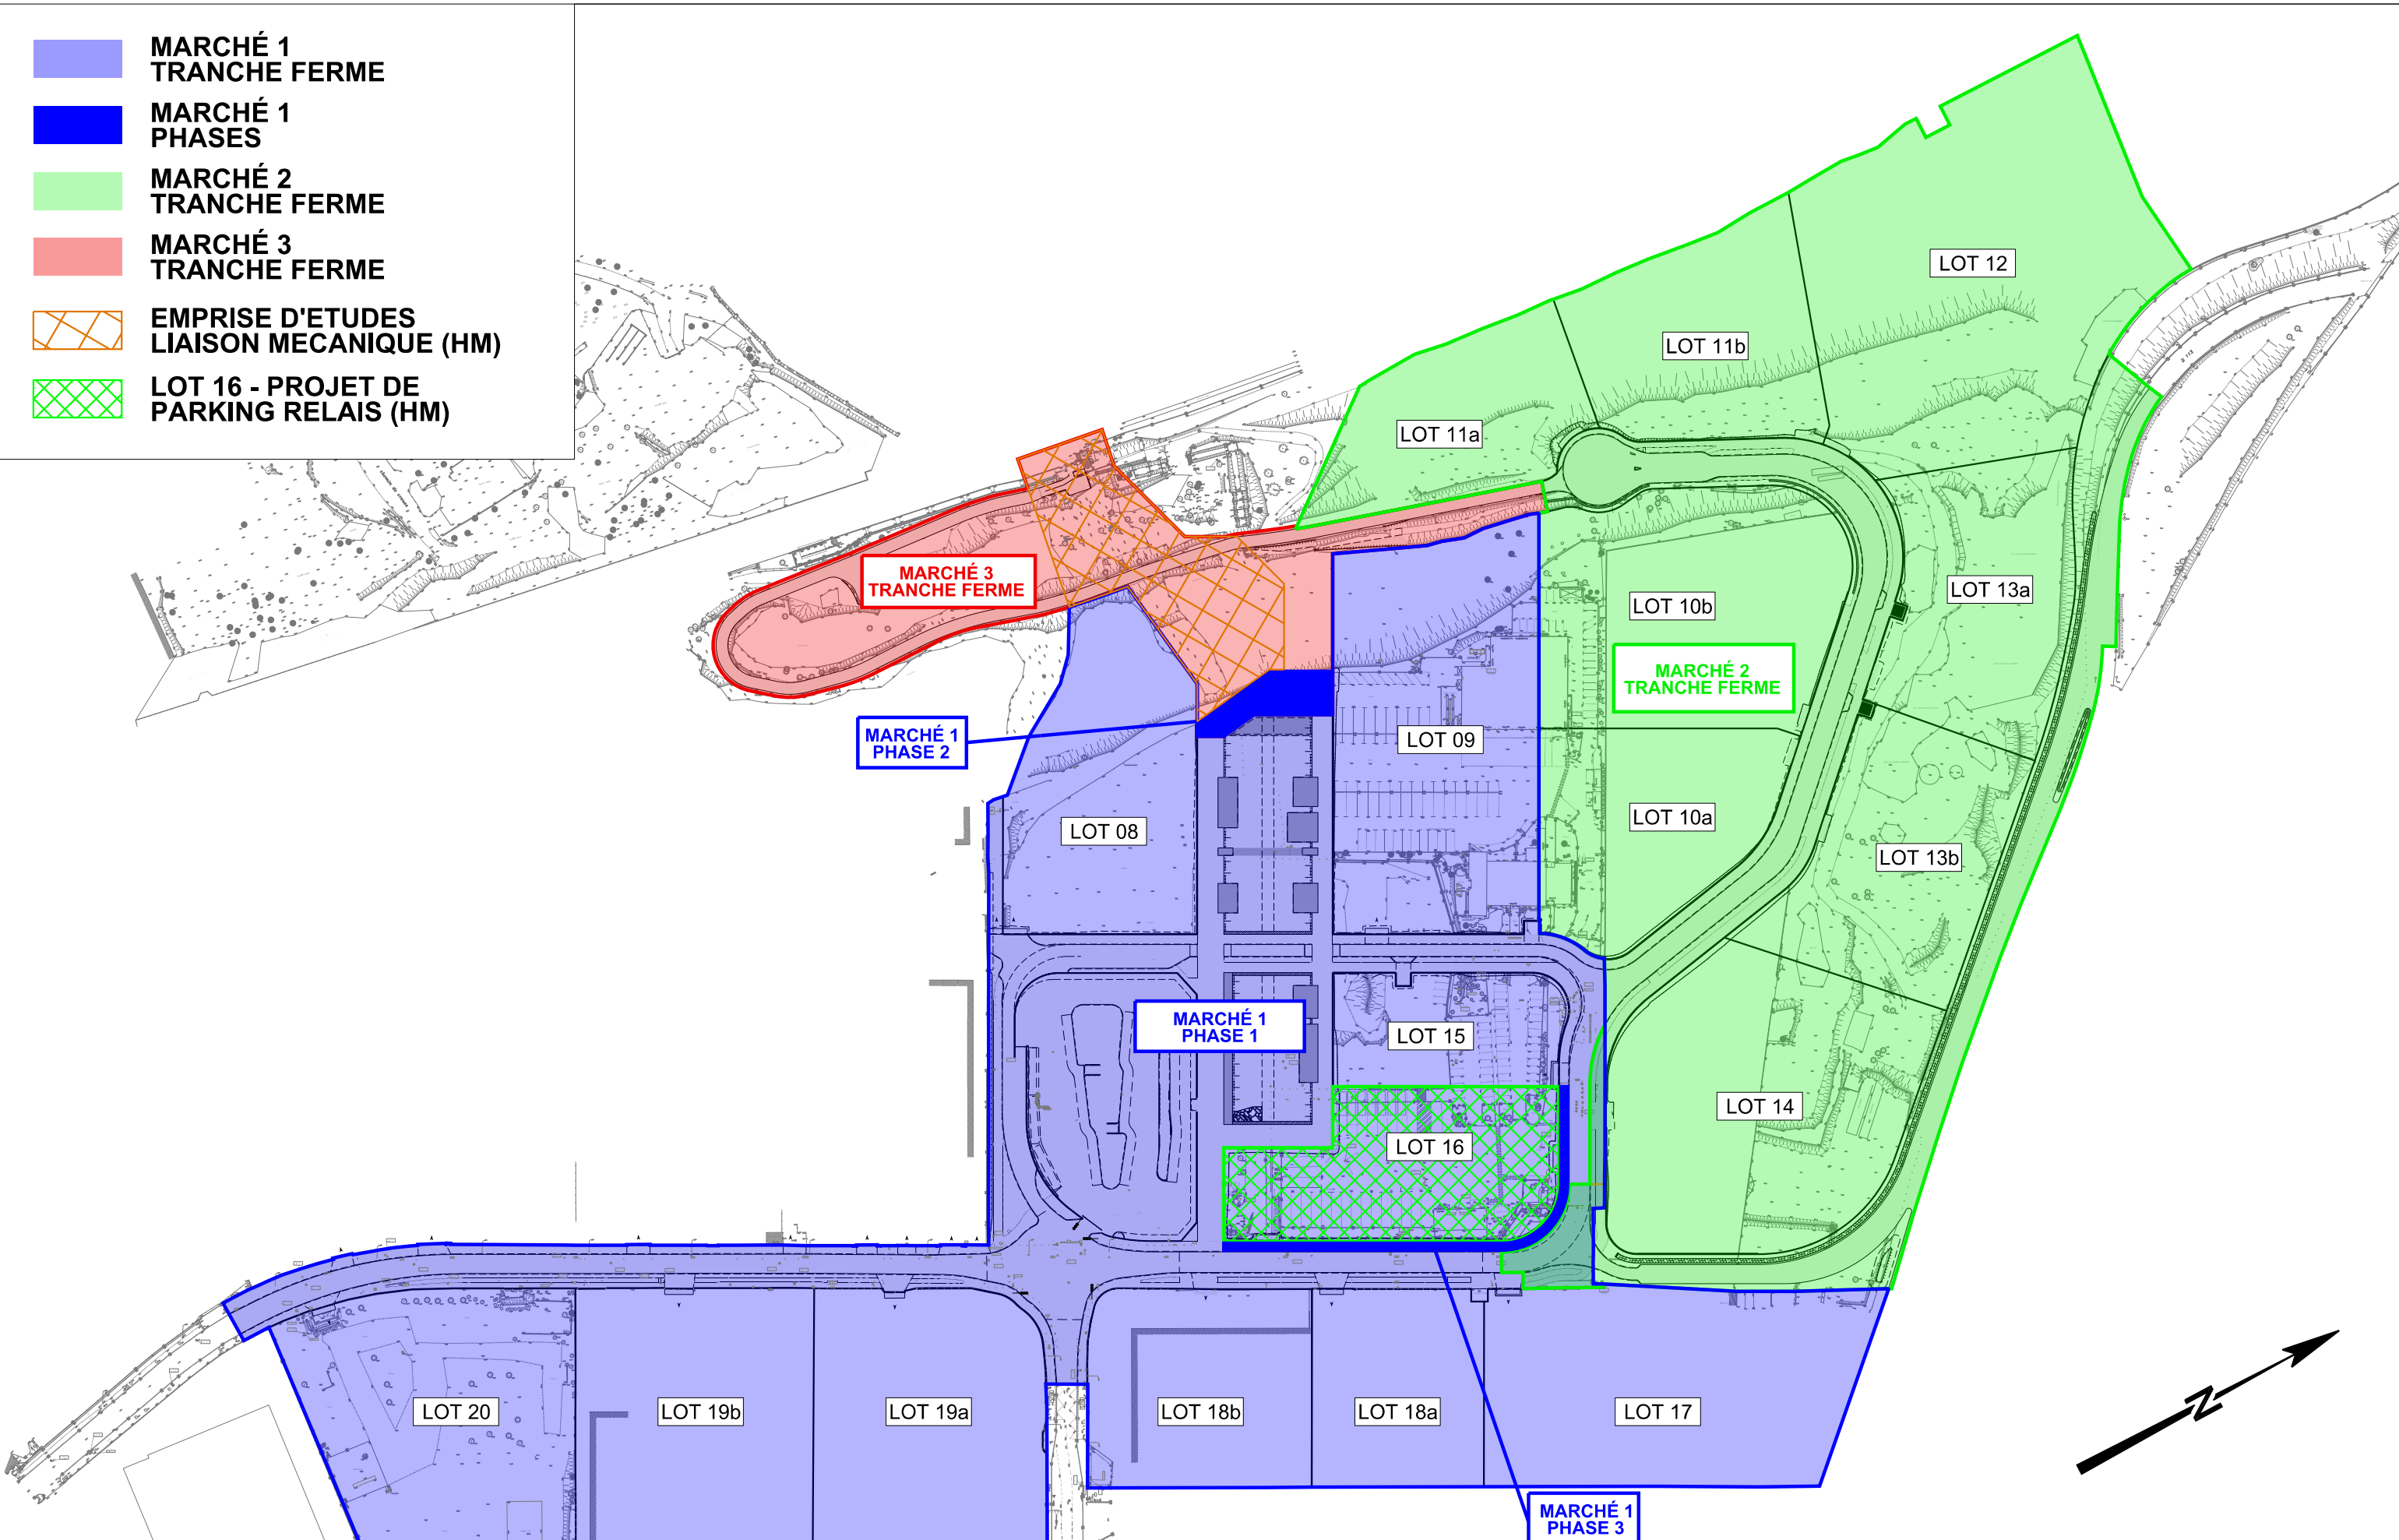 MARCHÉ 1
TRANCHE FERME
MARCHÉ 1
PHASES
MARCHÉ 2
TRANCHE FERME
MARCHÉ 3
TRANCHE FERME
EMPRISE D'ETUDES
LIAISON MECANIQUE (HM)
LOT 16 - PROJET DE
PARKING RELAIS (HM)
LOT 12
LOT 11b
LOT 11a
MARCHÉ 3
TRANCHE FERME
LOT 10b
LOT 13a
MARCHÉ 2
TRANCHE FERME
MARCHÉ 1
PHASE 2
LOT 09
LOT 08
LOT 10a
LOT 13b
MARCHÉ 1
PHASE 1
LOT 15
LOT 14
LOT 16
LOT 20
LOT 19b
LOT 19a
LOT 18b
LOT 18a
LOT 17
N
MARCHÉ 1
PHASE 3